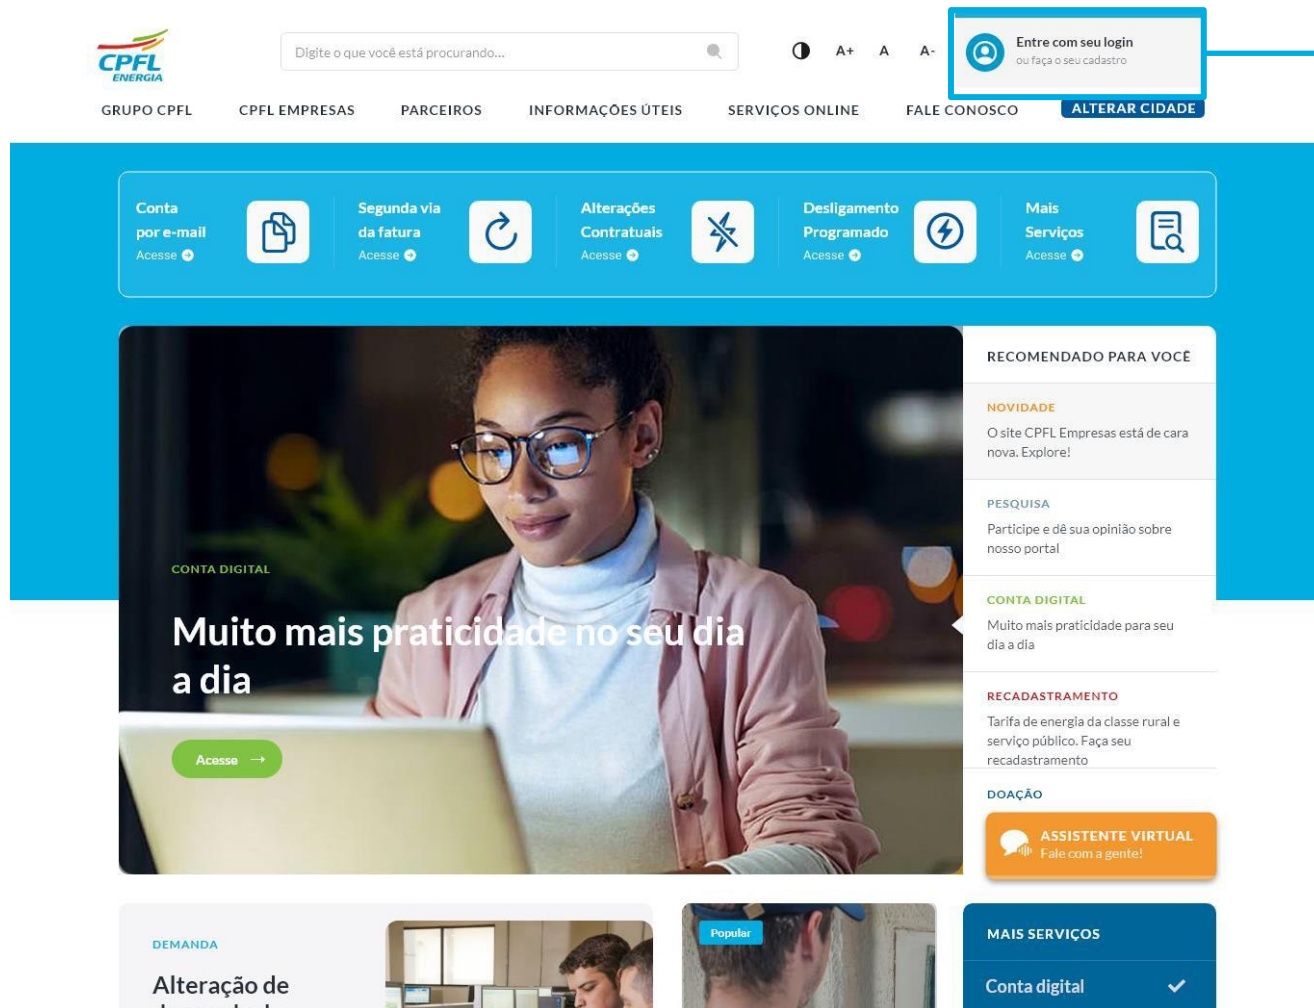 CPFL
ENERGIA
Digite o que você está procurando...
A+ A A-
Entre com seu login
ou faça o seu cadastro
GRUPO CPFL CPFL EMPRESAS PARCEIROS INFORMAÇÕES ÚTEIS SERVIÇOS ONLINE FALE CONOSCO ALTERAR CIDADE
Conta
por e-mail
Acesse
Segunda via
da fatura
Acesse
Alterações
Contratuais
Acesse
Desligamento
Programado
Acesse
Mais
Serviços
Acesse
CONTA DIGITAL
Muito mais praticidade no seu dia
a dia
Acesse →
RECOMENDADO PARA VOCÊ
NOVIDADE
O site CPFL Empresas está de cara
nova. Explore!
PESQUISA
Participe e dê sua opinião sobre
nosso portal
CONTA DIGITAL
Muito mais praticidade para seu
dia a dia
RECADASTRAMENTO
Tarifa de energia da classe rural e
serviço público. Faça seu
recadastramento
DOAÇÃO
ASSISTENTE VIRTUAL
Fale com a gente!
DEMANDA
Alteração de
Popular
MAIS SERVIÇOS
Conta digital